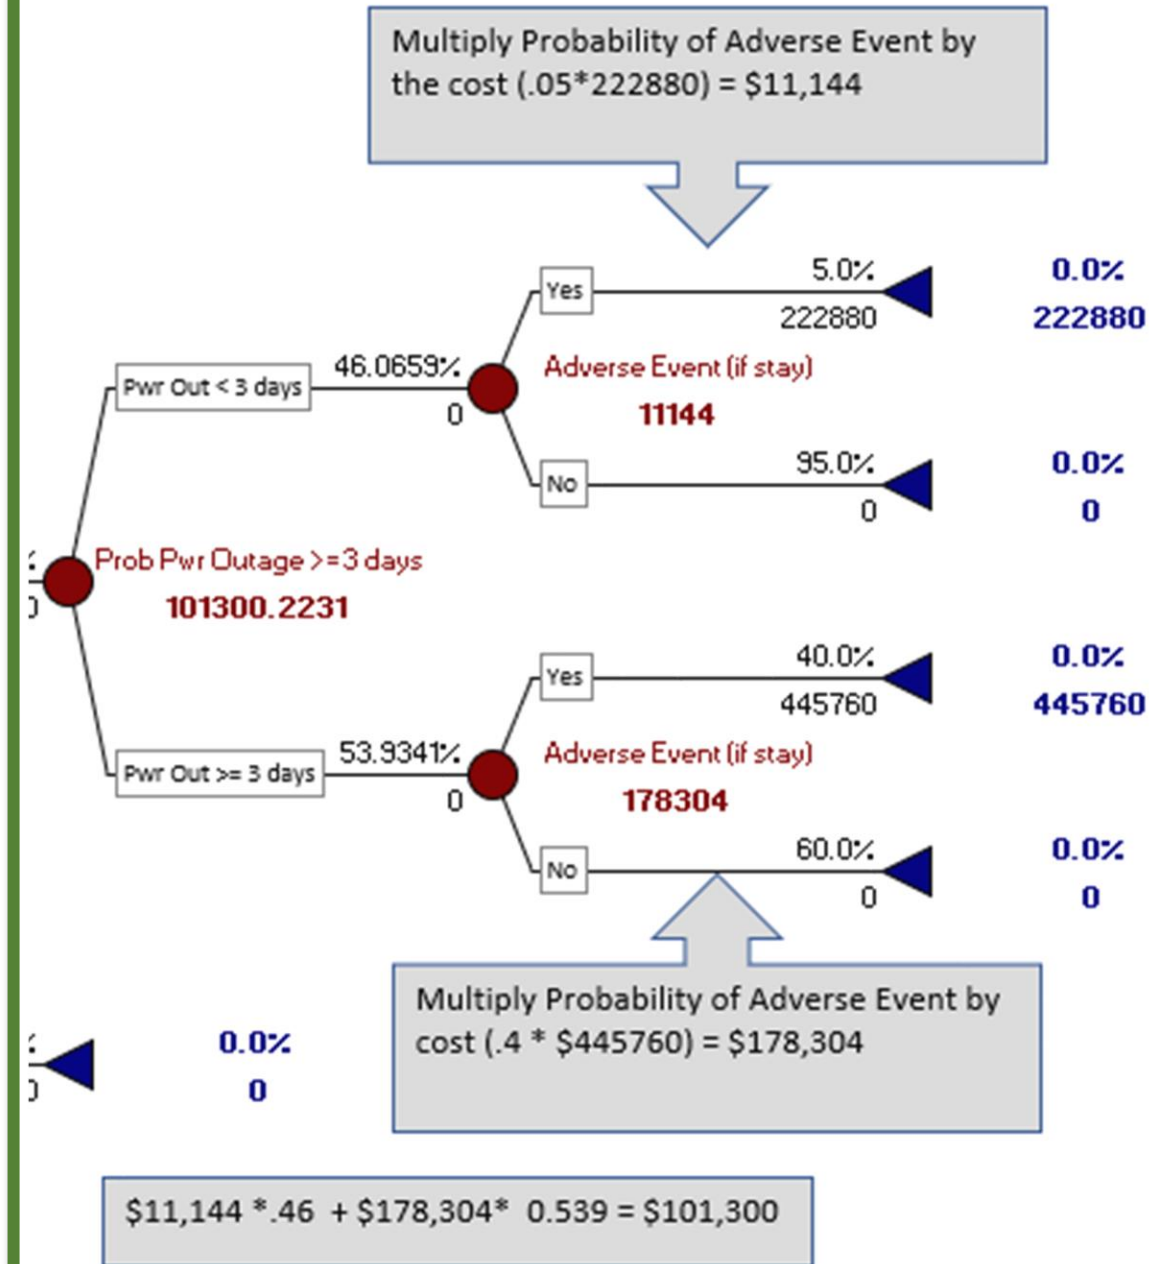 Multiply Probability of Adverse Event by
the cost (.05*222880) = $11,144
5.0% 0.0%
Yes
222880 222880
46.0659% Adverse Event (if stay)
Pwr Out < 3 days
0 11144
95.0% 0.0%
No
0 0
% Prob Pwr Outage >=3 days
0 101300.2231
40.0% 0.0%
Yes
445760 445760
53.9341% Adverse Event (if stay)
Pwr Out >= 3 days
0 178304
60.0% 0.0%
No
0 0
Multiply Probability of Adverse Event by
cost (.4 * $445760) = $178,304
% 0.0%
0 0
$11,144 *.46 + $178,304* 0.539 = $101,300